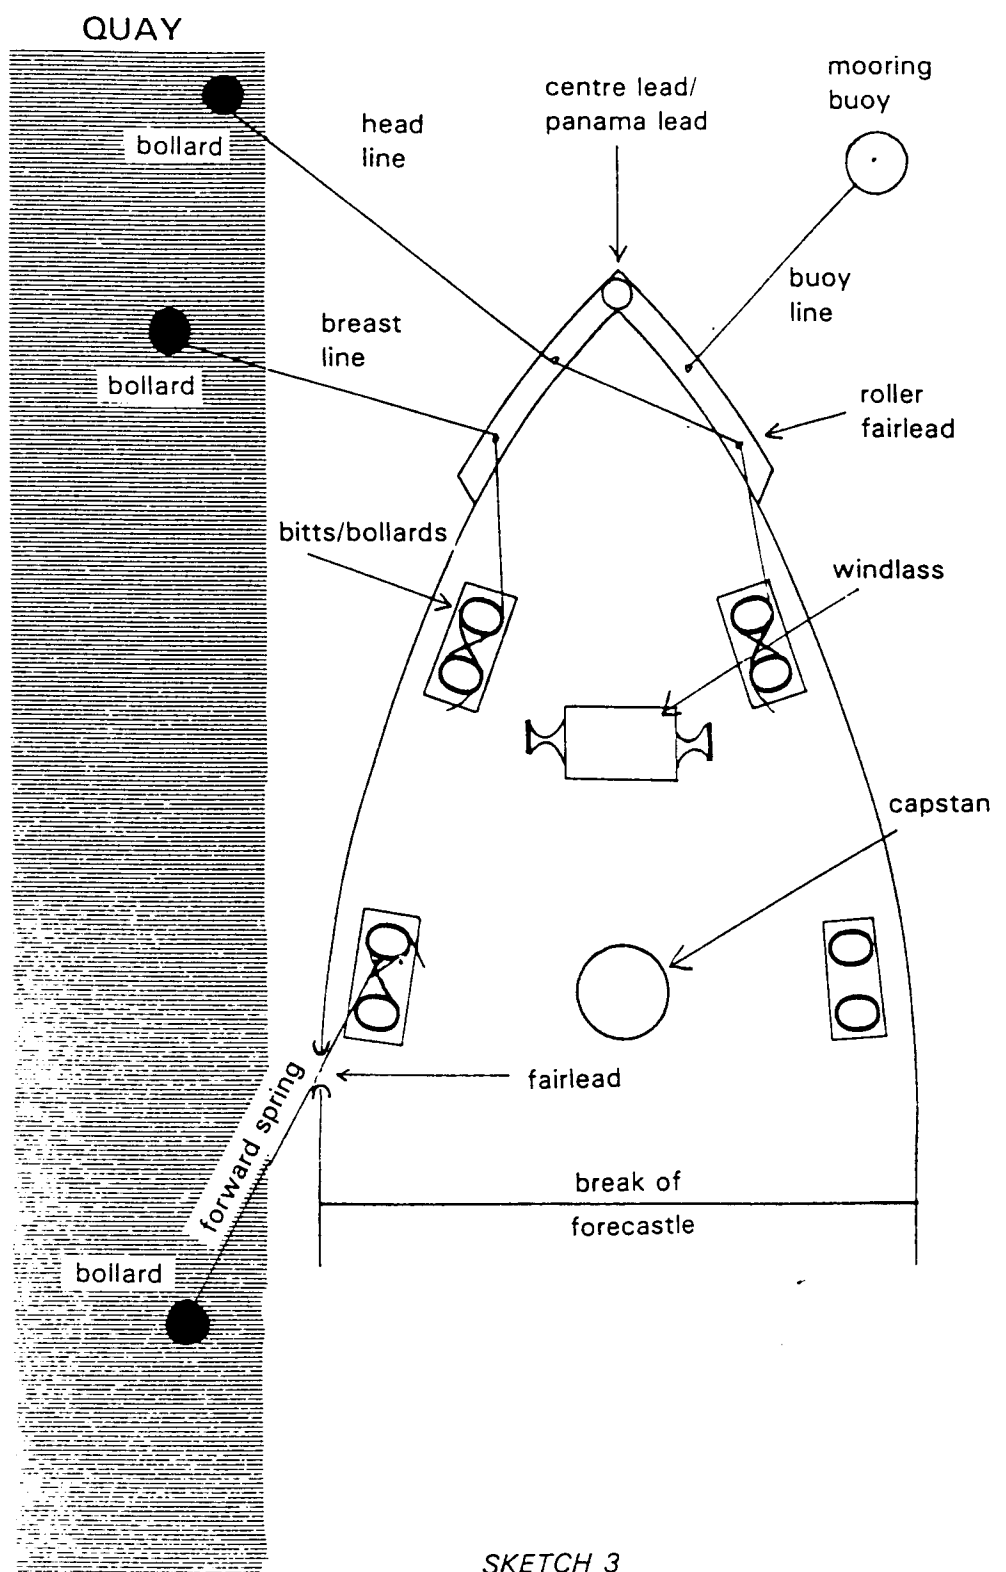 QUAY
bollard
head
line
centre lead/
panama lead
mooring
buoy
buoy
line
breast
line
bollard
roller
fairlead
bitts/bollards
windlass
capstan
fairlead
forward spring
break of
forecastle
bollard
SKETCH 3